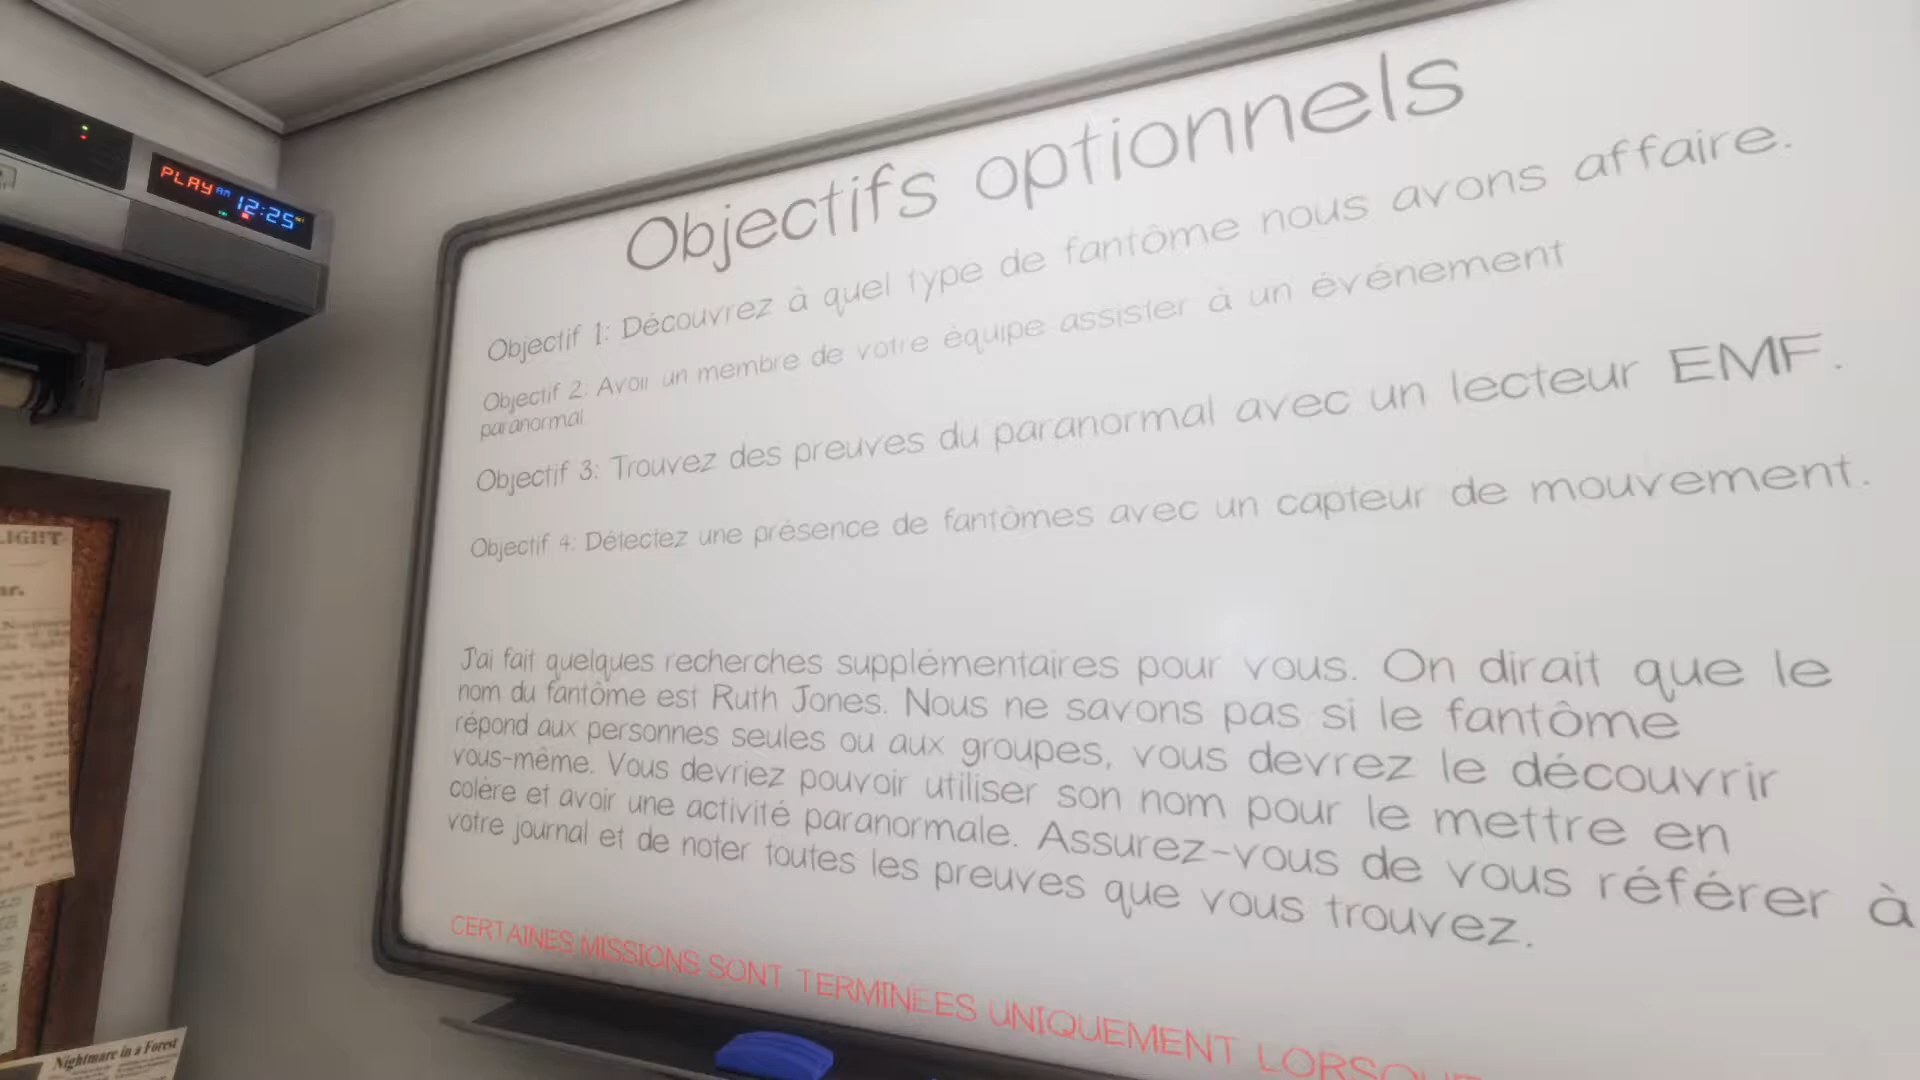 PLAY AM 12:25
Objectifs optionnels
Objectif 1: Découvrez à quel type de fantôme nous avons affaire.
Objectif 2: Avoir un membre de votre équipe assister à un événement
paranormal
Objectif 3: Trouvez des preuves du paranormal avec un lecteur EMF.
Objectif 4: Détectez une présence de fantômes avec un capteur de mouvement.
J'ai fait quelques recherches supplémentaires pour vous. On dirait que le
nom du fantôme est Ruth Jones. Nous ne savons pas si le fantôme
répond aux personnes seules ou aux groupes, vous devrez le découvrir
vous-même. Vous devriez pouvoir utiliser son nom pour le mettre en
colère et avoir une activité paranormale. Assurez-vous de vous référer à
votre journal et de noter toutes les preuves que vous trouvez.
CERTAINES MISSIONS SONT TERMINÉES UNIQUEMENT
Nightmare in a Forest